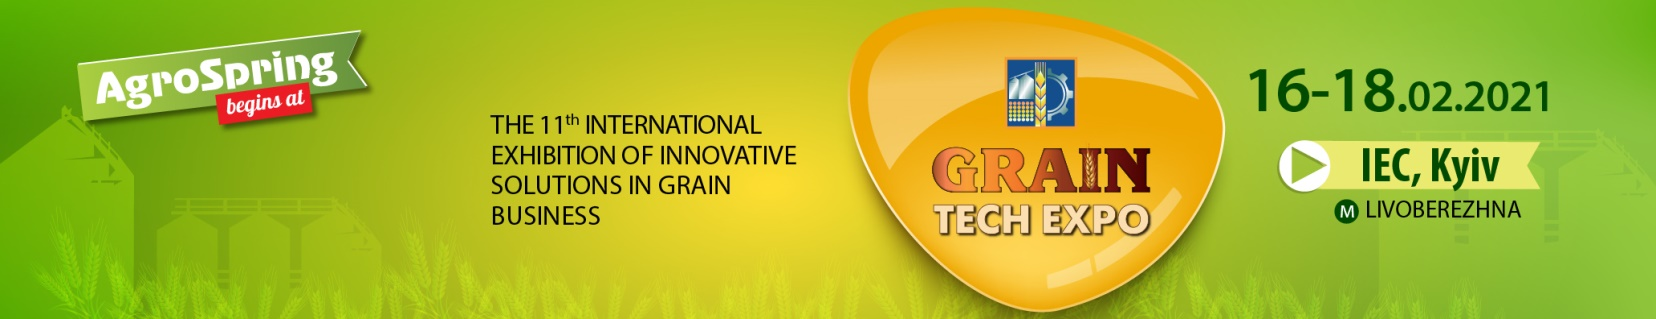 AgroSpring
begins at
THE 11th INTERNATIONAL
EXHIBITION OF INNOVATIVE
SOLUTIONS IN GRAIN
BUSINESS
GRAIN
TECH EXPO
16-18.02.2021
IEC, Kyiv
M LIVOBEREZHNA